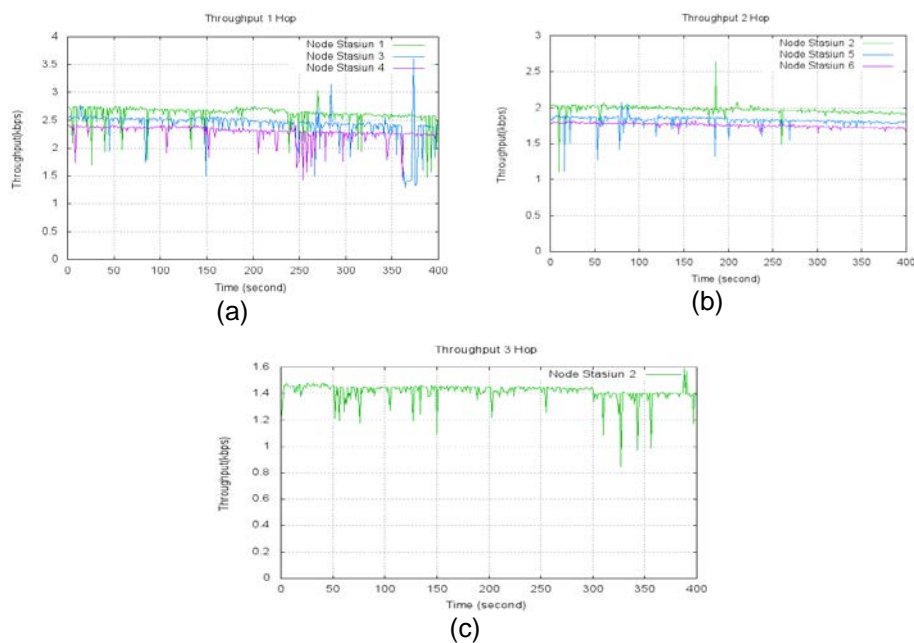 Throughput 1 Hop
Node Stasiun 1
Node Stasiun 3
Node Stasiun 4
Throughput(kbps)
4
3.5
3
2.5
2
1.5
1
0.5
0
0 50 100 150 200 250 300 350 400
Time (second)
(a)
Throughput 2 Hop
Node Stasiun 2
Node Stasiun 5
Node Stasiun 6
Throughput(kbps)
3
2.5
2
1.5
1
0.5
0
0 50 100 150 200 250 300 350 400
Time (second)
(b)
Throughput 3 Hop
Node Stasiun 2
Throughput(kbps)
1.6
1.4
1.2
1
0.8
0.6
0.4
0.2
0
0 50 100 150 200 250 300 350 400
Time (second)
(c)